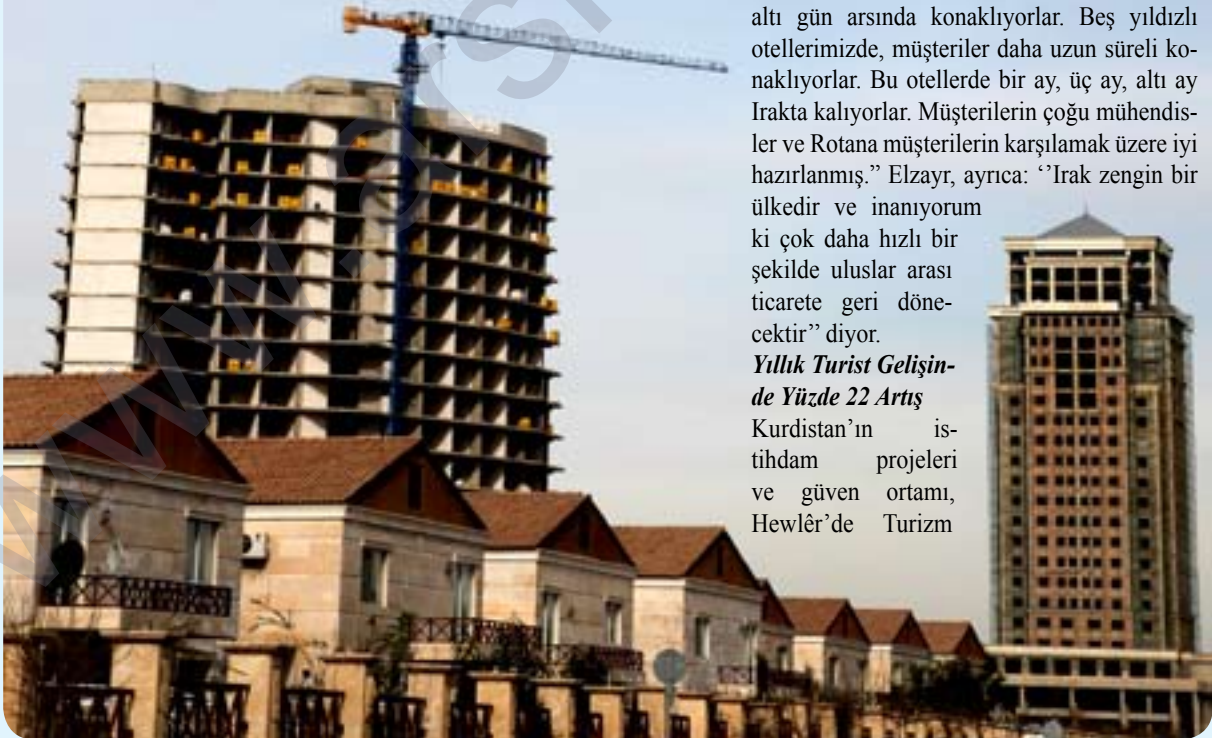 altı gün arsında konaklıyorlar. Beş yıldızlı
otellerimizde, müşteriler daha uzun süreli ko-
naklıyorlar. Bu otellerde bir ay, üç ay, altı ay
Irakta kalıyorlar. Müşterilerin çoğu mühendis-
ler ve Rotana müşterilerin karşılamak üzere iyi
hazırlanmış.” Elzayr, ayrıca: ‘’Irak zengin bir
ülkedir ve inanıyorum
ki çok daha hızlı bir
şekilde uluslar arası
ticarete geri döne-
cektir’’ diyor.
Yıllık Turist Gelişin-
de Yüzde 22 Artış
Kurdistan’ın is-
tihdam projeleri
ve güven ortamı,
Hewlêr’de Turizm
www.ars